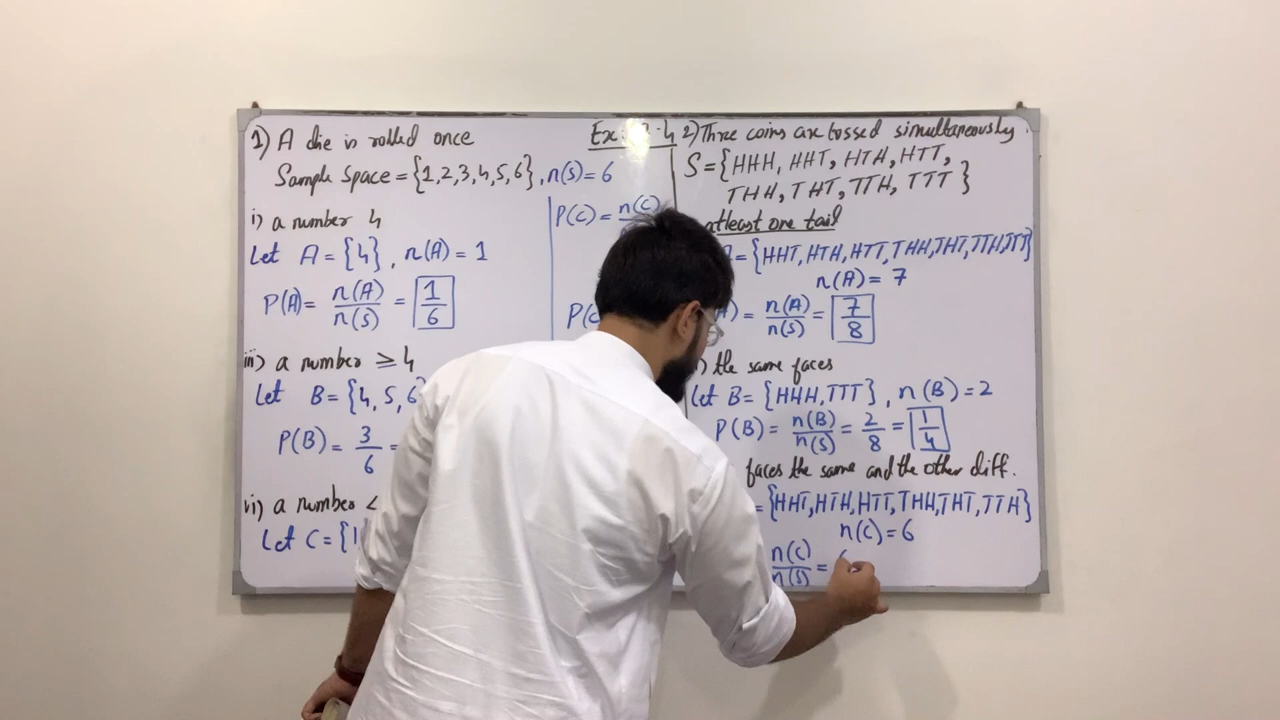 1) A die is rolled once
Sample Space = {1,2,3,4,5,6}, n(S) = 6
i) a number 4
Let A = {4}, n(A) = 1
P(A) = n(A)/n(S) = 1/6
a number ≥ 4
Let B = {4, 5, 6
P(B) = 3/6 =
a number <
Let C = {1
Ex:
P(C) = n(C)
P(C
2) Three coins are tossed simultaneously.
S = {HHH, HHT, HTH, HTT,
THH, THT, TTH, TTT }
atleast one tail
= {HHT, HTH, HTT, THH, THT, TTH, TTT}
n(A) = 7
) = n(A)/n(S) = 7/8
) the same faces
Let B = {HHH, TTT}, n(B) = 2
P(B) = n(B)/n(S) = 2/8 = 1/4
faces the same and the other diff.
= {HHT, HTH, HTT, THH, THT, TTH}
n(C) = 6
n(C)/n(S) =